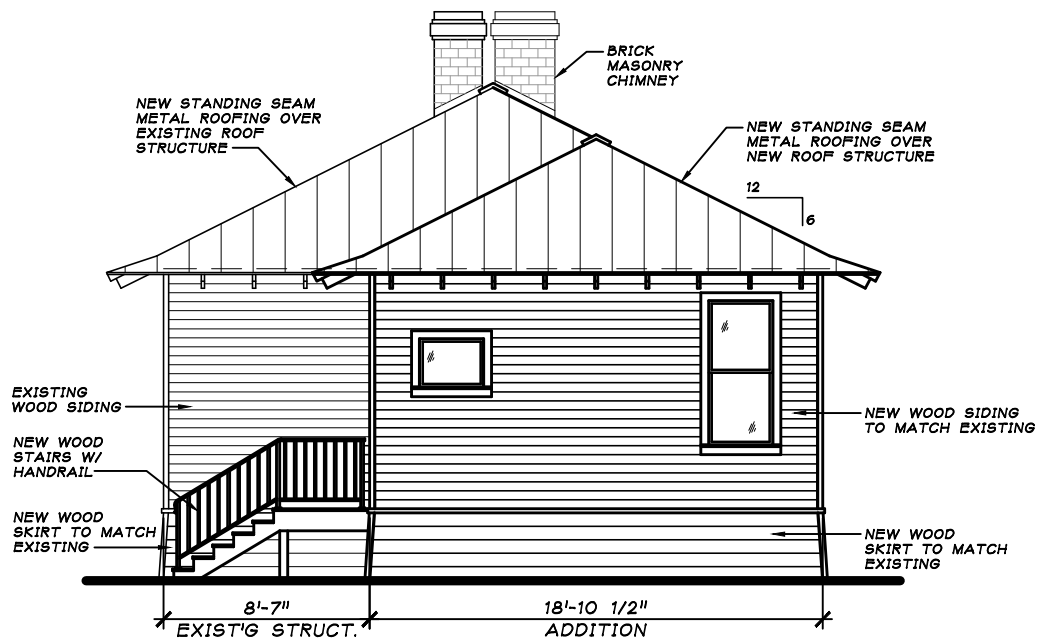 BRICK
MASONRY
CHIMNEY
NEW STANDING SEAM
METAL ROOFING OVER
EXISTING ROOF
STRUCTURE
NEW STANDING SEAM
METAL ROOFING OVER
NEW ROOF STRUCTURE
12
6
EXISTING
WOOD SIDING
NEW WOOD SIDING
TO MATCH EXISTING
NEW WOOD
STAIRS W/
HANDRAIL
NEW WOOD
SKIRT TO MATCH
EXISTING
NEW WOOD
SKIRT TO MATCH
EXISTING
8'-7"
EXIST'G STRUCT.
18'-10 1/2"
ADDITION